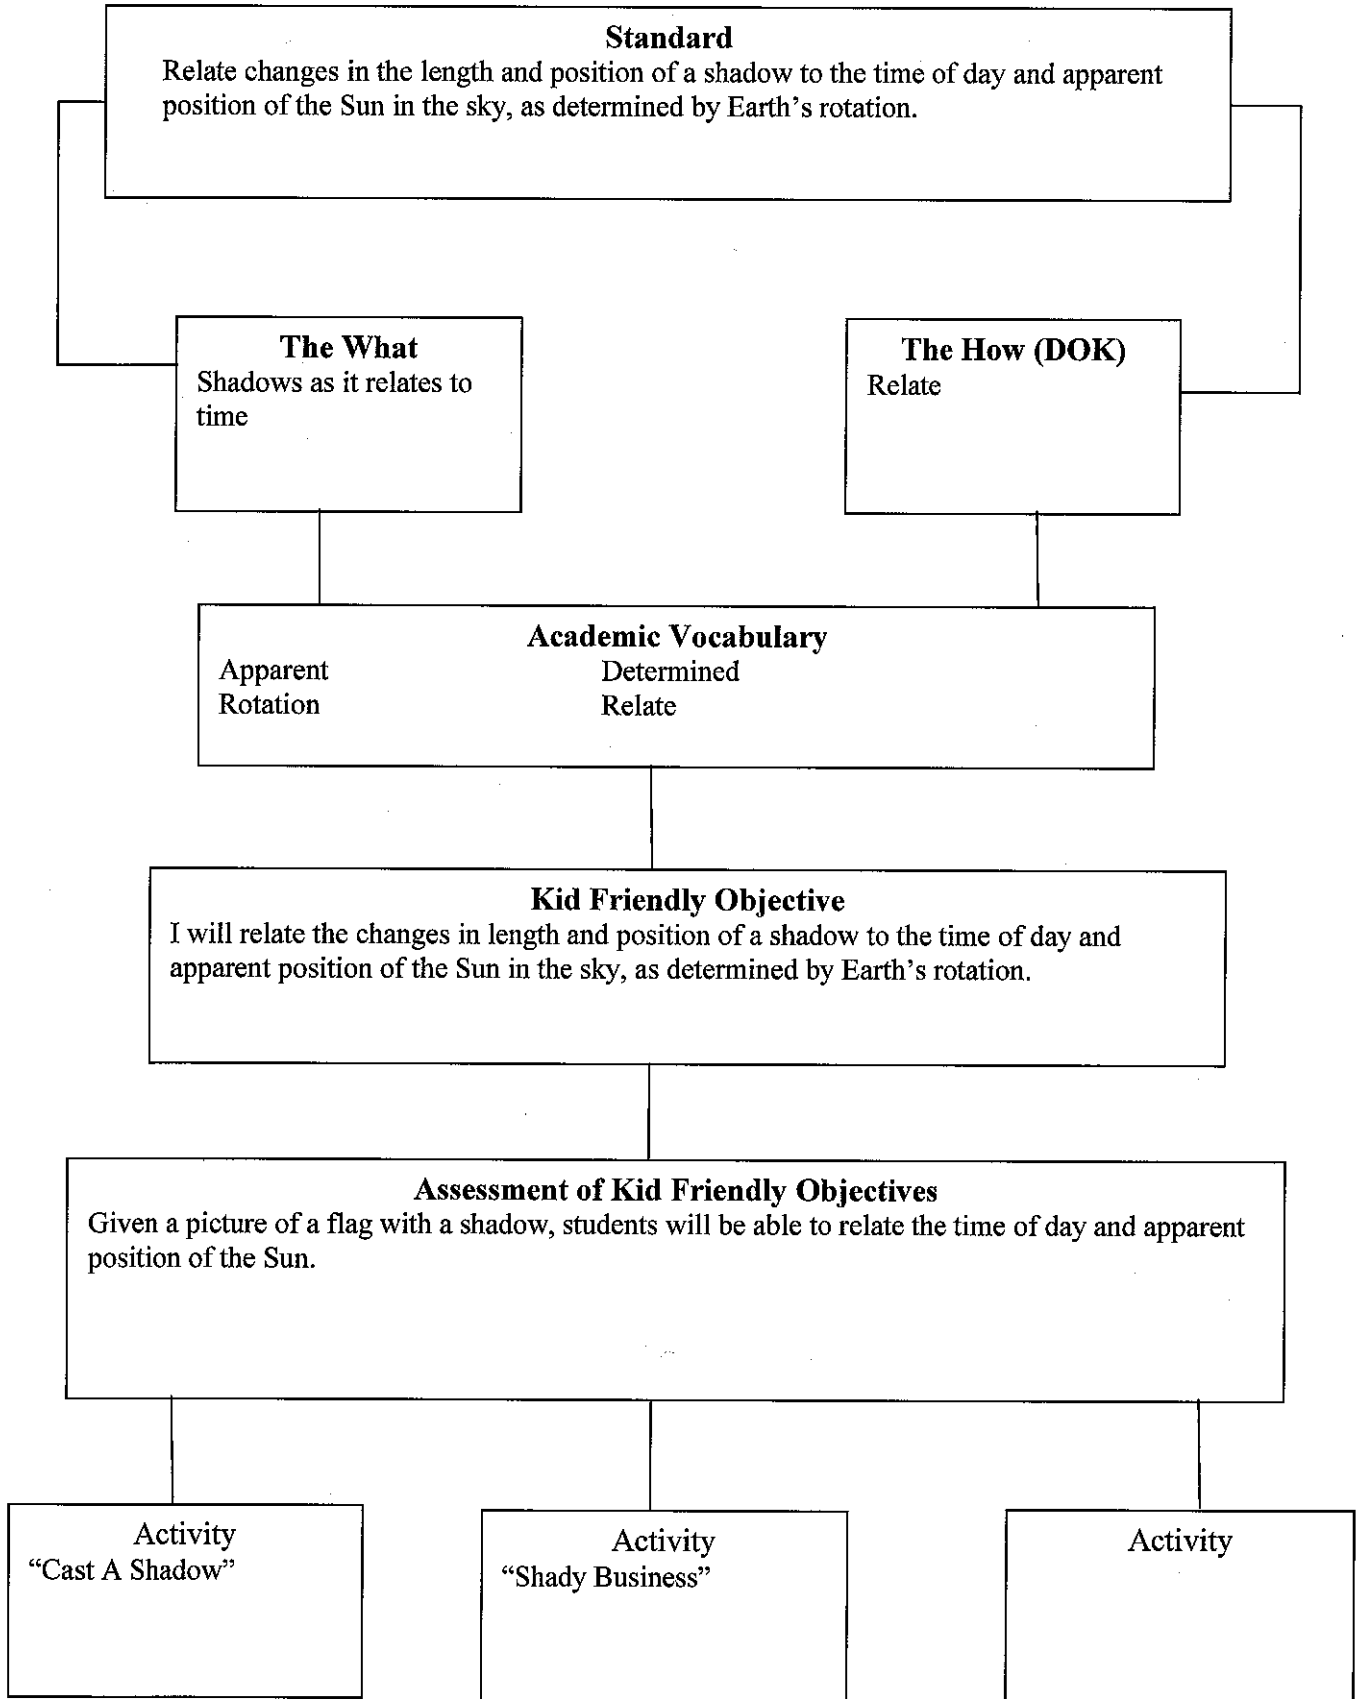 Standard
Relate changes in the length and position of a shadow to the time of day and apparent
position of the Sun in the sky, as determined by Earth's rotation.
The What
Shadows as it relates to
time
The How (DOK)
Relate
Academic Vocabulary
Apparent Determined
Rotation Relate
Kid Friendly Objective
I will relate the changes in length and position of a shadow to the time of day and
apparent position of the Sun in the sky, as determined by Earth's rotation.
Assessment of Kid Friendly Objectives
Given a picture of a flag with a shadow, students will be able to relate the time of day and apparent
position of the Sun.
Activity
“Cast A Shadow”
Activity
“Shady Business”
Activity